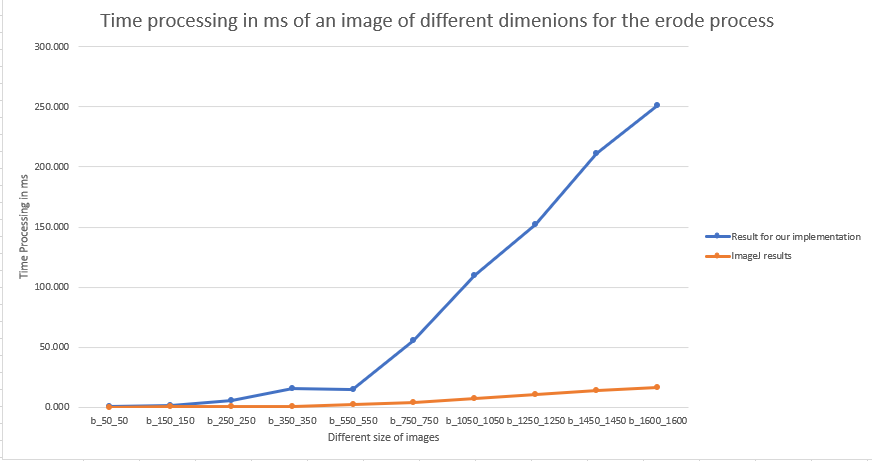 Time processing in ms of an image of different dimenions for the erode process
300.000
250.000
200.000
150.000
100.000
50.000
0.000
Time Processing in ms
b_50_50 b_150_150 b_250_250 b_350_350 b_550_550 b_750_750 b_1050_1050 b_1250_1250 b_1450_1450 b_1600_1600
Different size of images
Result for our implementation
ImageJ results